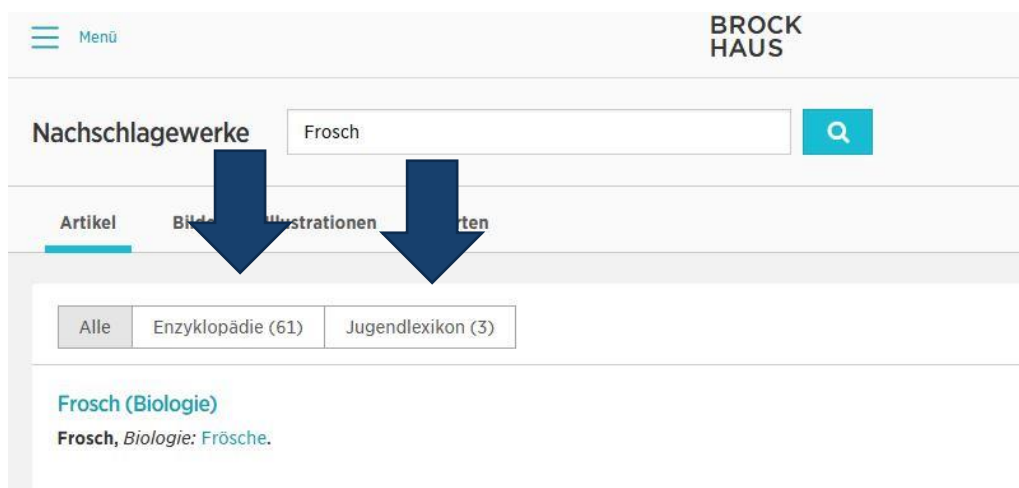 Menü
BROCK
HAUS
Nachschlagewerke
Frosch
Artikel
Alle
Enzyklopädie (61)
Jugendlexikon (3)
Frosch (Biologie)
Frosch, Biologie: Frösche.